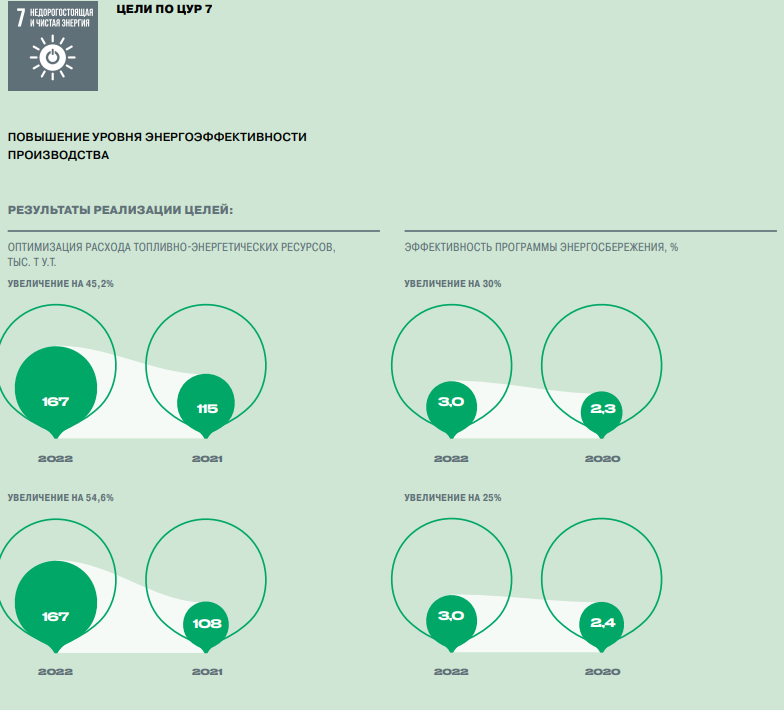 7 НЕДОРОГОСТОЯЩАЯ
И ЧИСТАЯ ЭНЕРГИЯ
ЦЕЛИ ПО ЦУР 7
ПОВЫШЕНИЕ УРОВНЯ ЭНЕРГОЭФФЕКТИВНОСТИ
ПРОИЗВОДСТВА
РЕЗУЛЬТАТЫ РЕАЛИЗАЦИИ ЦЕЛЕЙ:
ОПТИМИЗАЦИЯ РАСХОДА ТОПЛИВНО-ЭНЕРГЕТИЧЕСКИХ РЕСУРСОВ,
ТЫС. Т У.Т.
УВЕЛИЧЕНИЕ НА 45,2%
167
115
2022
2021
УВЕЛИЧЕНИЕ НА 54,6%
167
108
2022
2021
ЭФФЕКТИВНОСТЬ ПРОГРАММЫ ЭНЕРГОСБЕРЕЖЕНИЯ, %
УВЕЛИЧЕНИЕ НА 30%
3,0
2,3
2022
2020
УВЕЛИЧЕНИЕ НА 25%
3,0
2,4
2022
2020